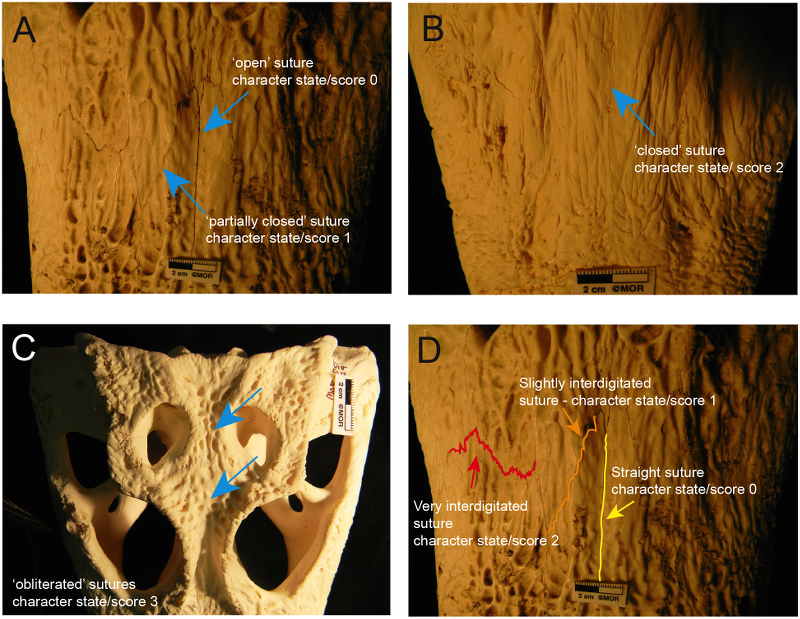 A
'open' suture
character state/score 0
'partially closed' suture
character state/score 1
2 cm ©MOR
B
'closed' suture
character state/ score 2
2 cm ©MOR
C
2 cm
©MOR
'obliterated' sutures
character state/score 3
D
Slightly interdigitated
suture - character state/score 1
Straight suture
character state/score 0
Very interdigitated
suture
character state/score 2
2 cm ©MOR